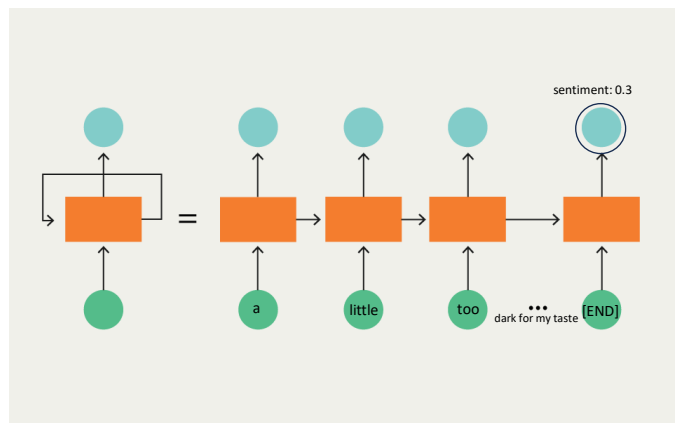 sentiment: 0.3
=
a
little
too
...
dark for my taste
[END]